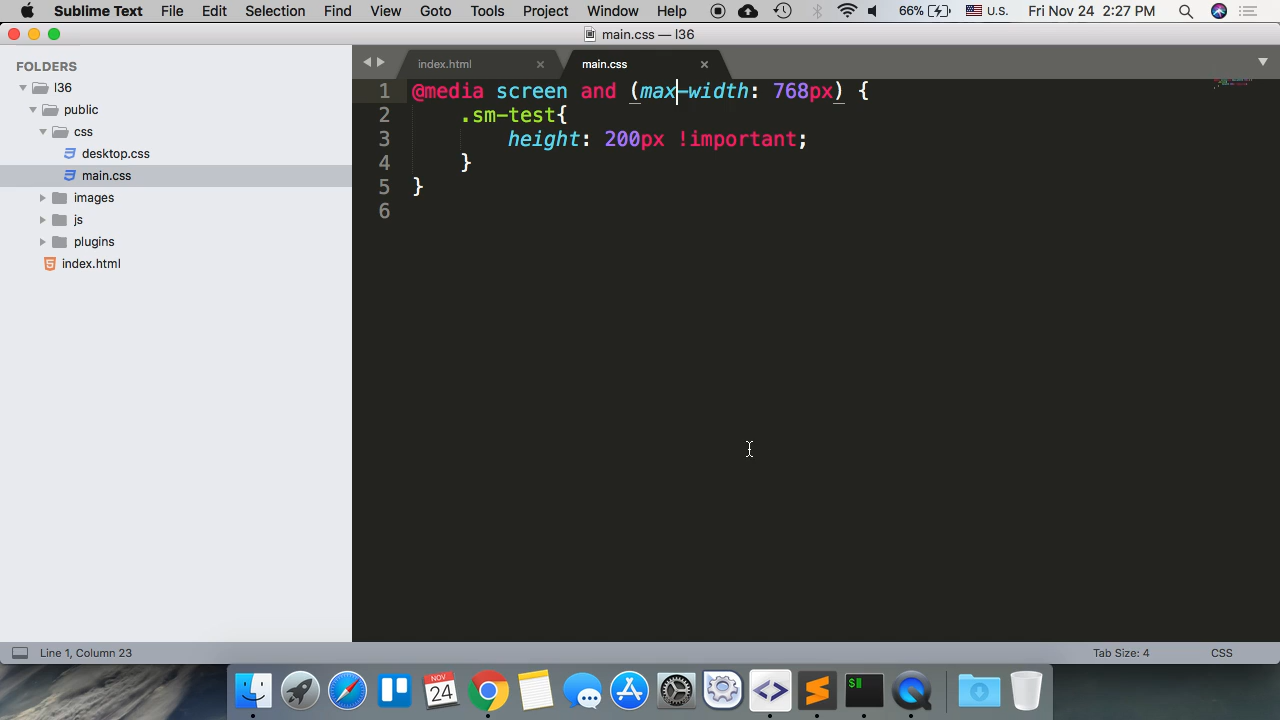 Sublime Text File Edit Selection Find View Goto Tools Project Window Help 66% U.S. Fri Nov 24 2:27 PM
main.css — l36
FOLDERS
l36
public
css
desktop.css
main.css
images
js
plugins
index.html
index.html main.css
1 @media screen and (max-width: 768px) {
2 .sm-test{
3 height: 200px !important;
4 }
5 }
6
Line 1, Column 23 Tab Size: 4 CSS
NOV
24